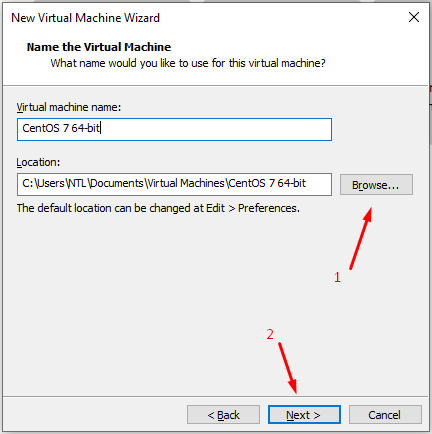 New Virtual Machine Wizard
Name the Virtual Machine
What name would you like to use for this virtual machine?
Virtual machine name:
CentOS 7 64-bit
Location:
C:\Users\NTL\Documents\Virtual Machines\CentOS 7 64-bit
Browse...
The default location can be changed at Edit > Preferences.
1
2
< Back
Next >
Cancel